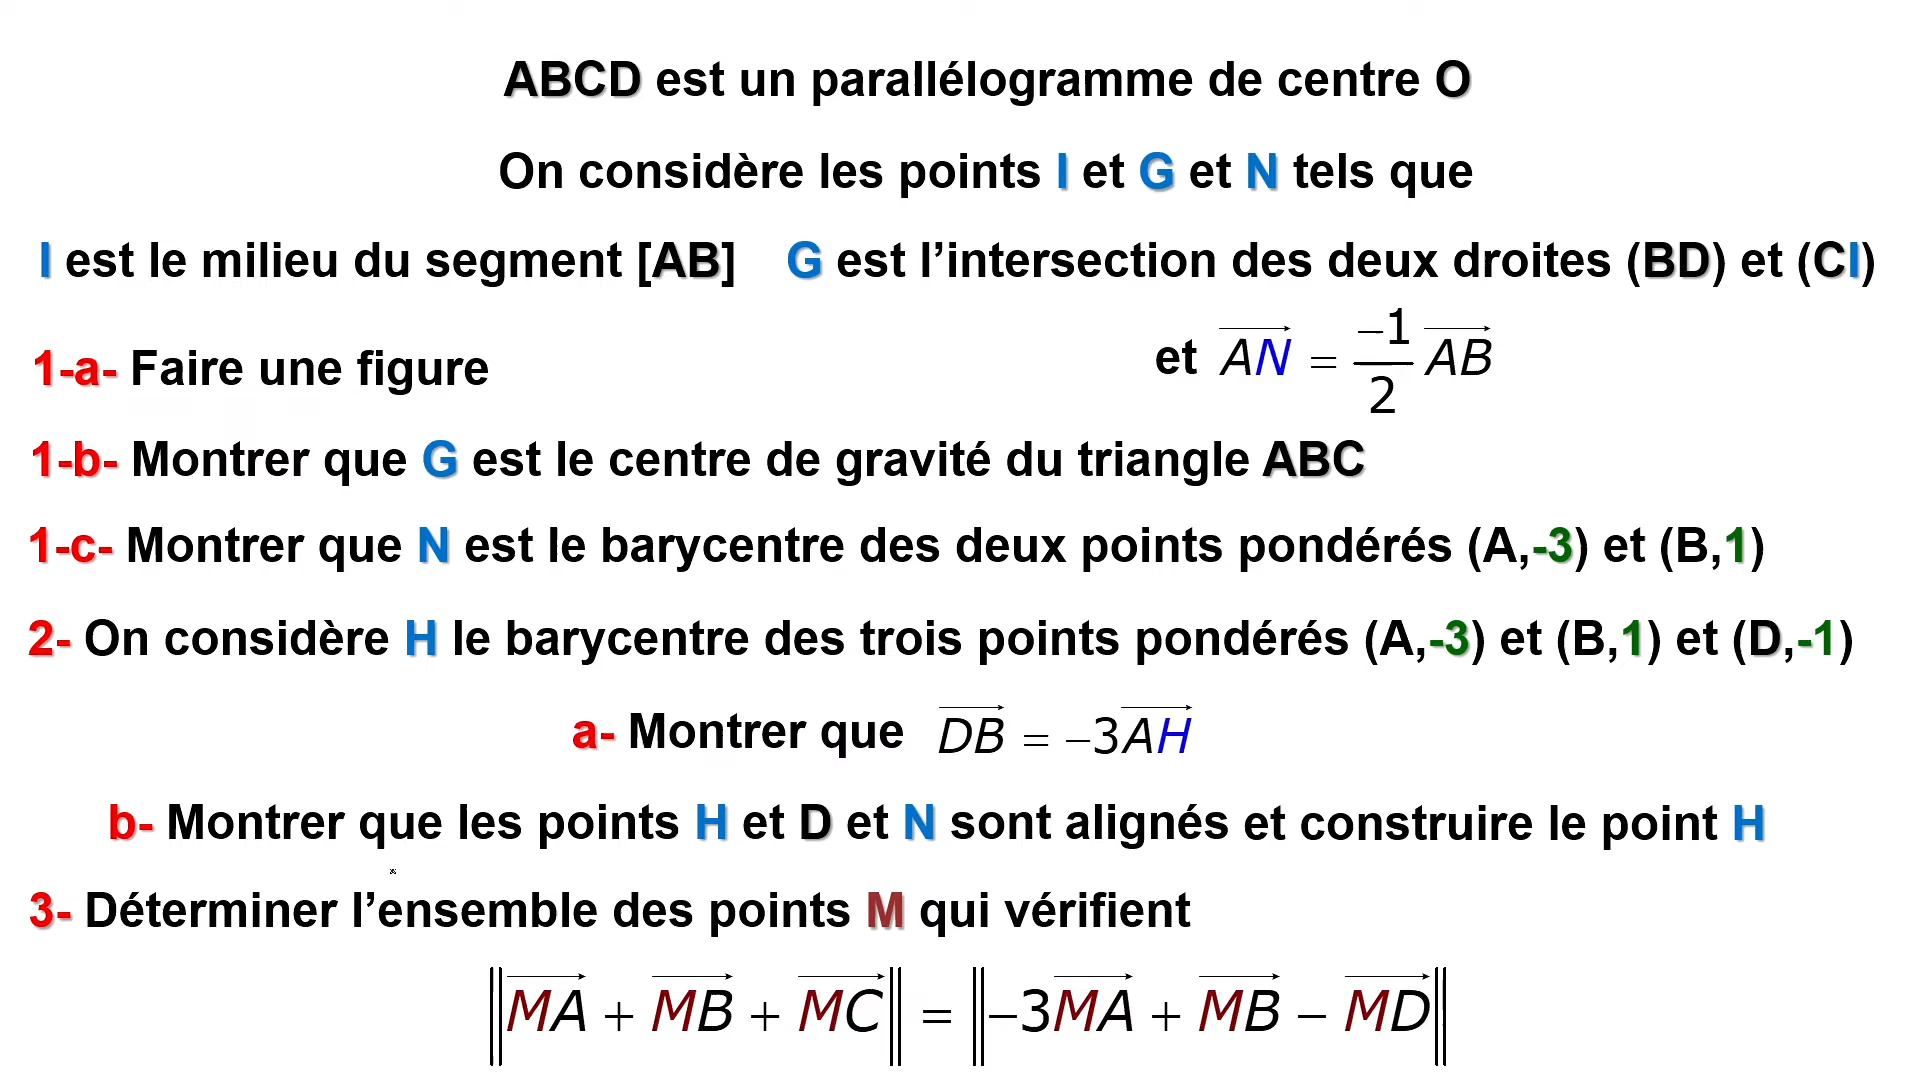 ABCD est un parallélogramme de centre O
On considère les points I et G et N tels que
I est le milieu du segment [AB] G est l’intersection des deux droites (BD) et (CI)
et \overrightarrow{AN} = \frac{-1}{2} \overrightarrow{AB}
1-a- Faire une figure
1-b- Montrer que G est le centre de gravité du triangle ABC
1-c- Montrer que N est le barycentre des deux points pondérés (A,-3) et (B,1)
2- On considère H le barycentre des trois points pondérés (A,-3) et (B,1) et (D,-1)
a- Montrer que \overrightarrow{DB} = -3\overrightarrow{AH}
b- Montrer que les points H et D et N sont alignés et construire le point H
3- Déterminer l’ensemble des points M qui vérifient
\left\|\overrightarrow{MA} + \overrightarrow{MB} + \overrightarrow{MC}\right\| = \left\|-3\overrightarrow{MA} + \overrightarrow{MB} - \overrightarrow{MD}\right\|